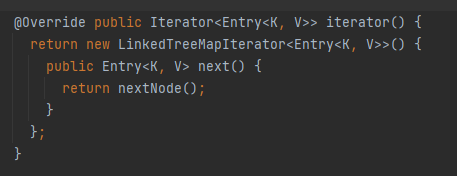 @Override public Iterator<Entry<K, V>> iterator() {
  return new LinkedTreeMapIterator<Entry<K, V>>() {
    public Entry<K, V> next() {
      return nextNode();
    }
  };
}